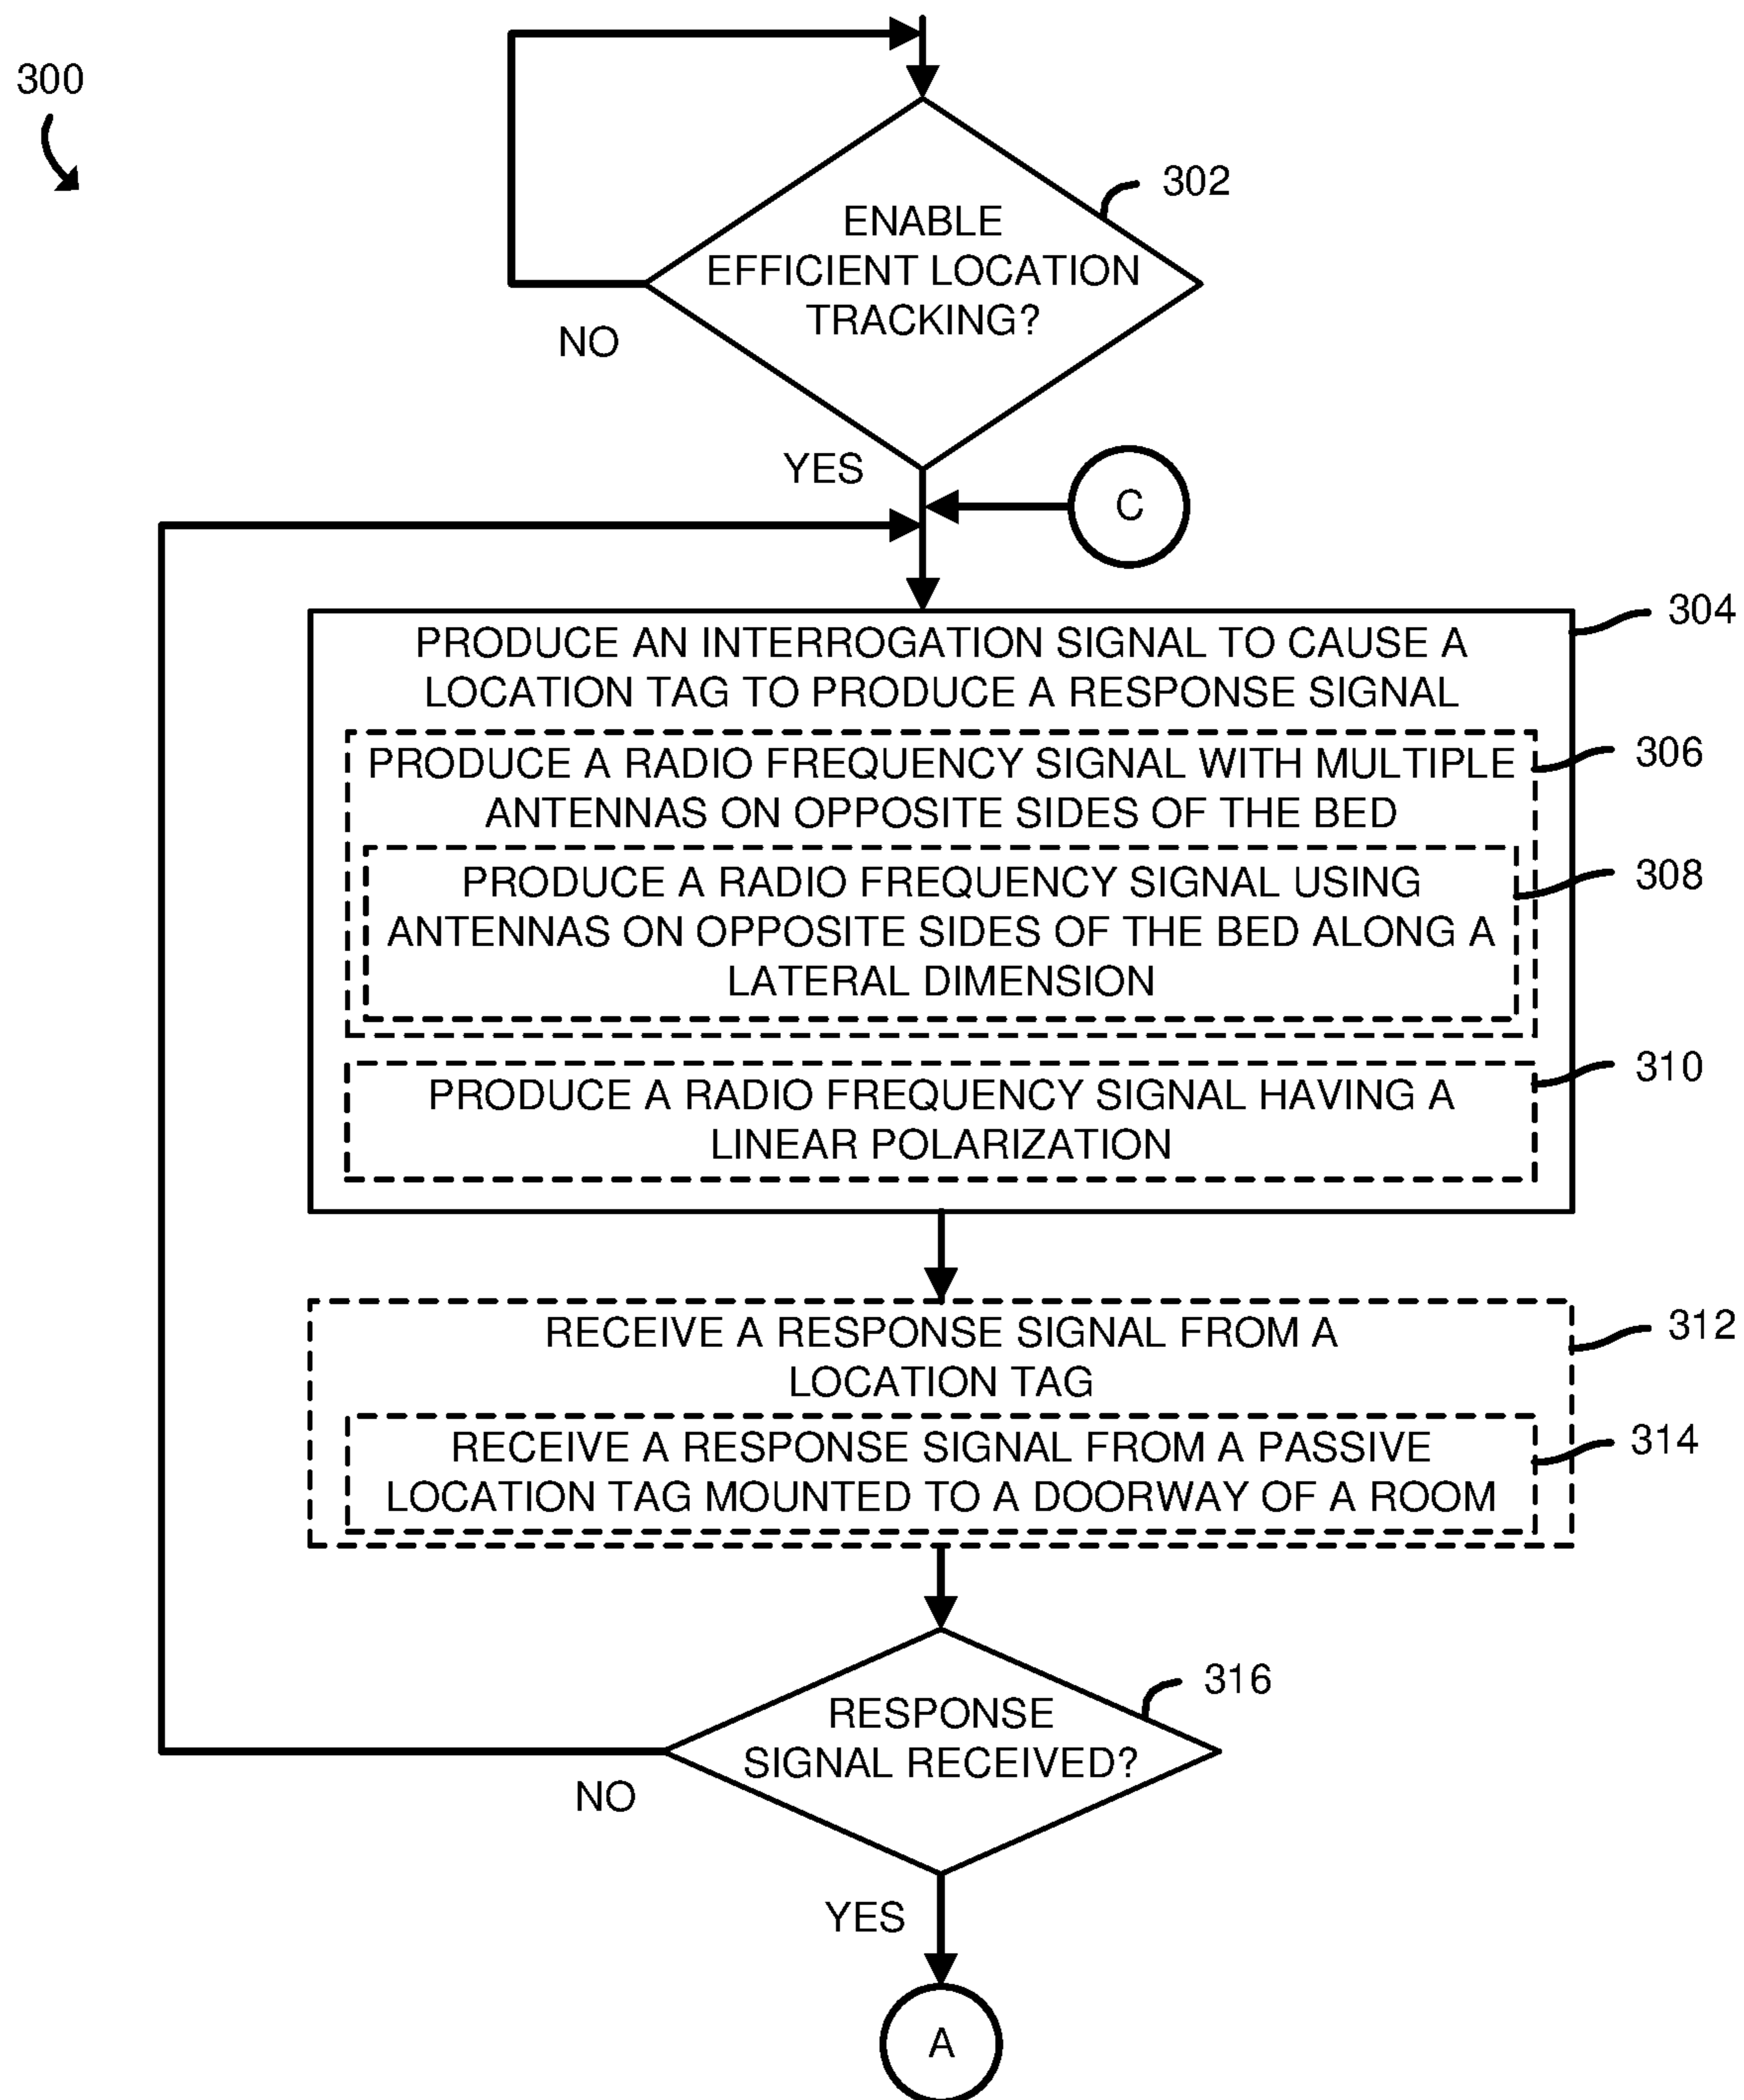 300
302
ENABLE
EFFICIENT LOCATION
TRACKING?
NO
YES
C
304
PRODUCE AN INTERROGATION SIGNAL TO CAUSE A
LOCATION TAG TO PRODUCE A RESPONSE SIGNAL
306
PRODUCE A RADIO FREQUENCY SIGNAL WITH MULTIPLE
ANTENNAS ON OPPOSITE SIDES OF THE BED
308
PRODUCE A RADIO FREQUENCY SIGNAL USING
ANTENNAS ON OPPOSITE SIDES OF THE BED ALONG A
LATERAL DIMENSION
310
PRODUCE A RADIO FREQUENCY SIGNAL HAVING A
LINEAR POLARIZATION
312
RECEIVE A RESPONSE SIGNAL FROM A
LOCATION TAG
314
RECEIVE A RESPONSE SIGNAL FROM A PASSIVE
LOCATION TAG MOUNTED TO A DOORWAY OF A ROOM
316
RESPONSE
SIGNAL RECEIVED?
NO
YES
A